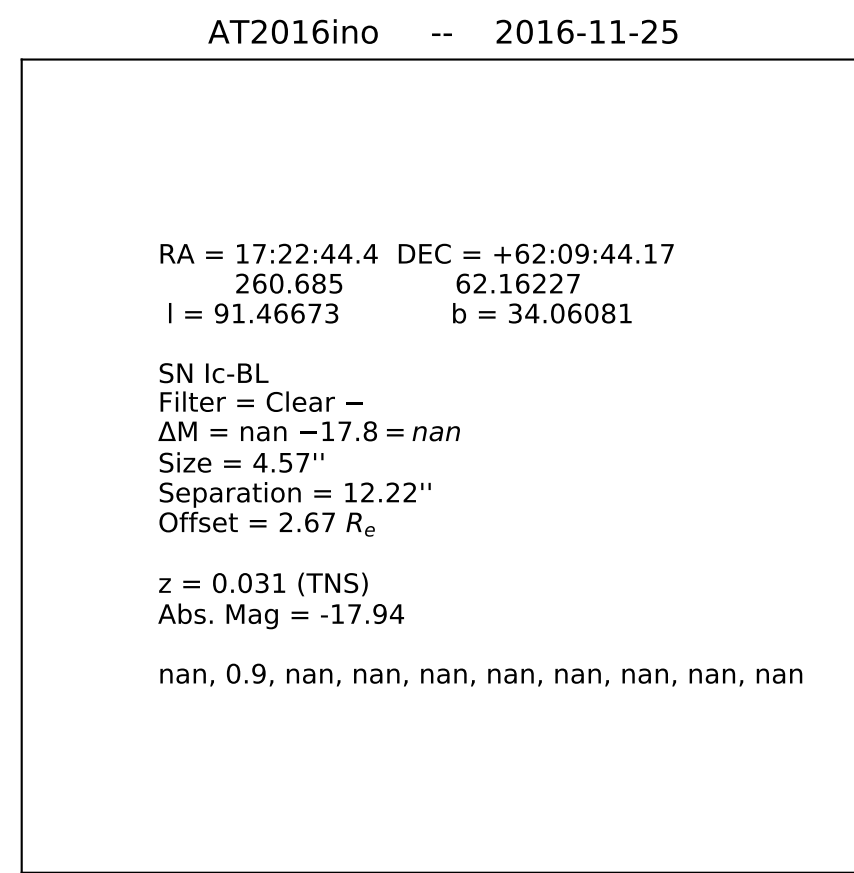 AT2016ino -- 2016-11-25
RA = 17:22:44.4 DEC = +62:09:44.17
260.685 62.16227
l = 91.46673 b = 34.06081
SN Ic-BL
Filter = Clear −
ΔM = nan −17.8 = nan
Size = 4.57''
Separation = 12.22''
Offset = 2.67 Re
z = 0.031 (TNS)
Abs. Mag = -17.94
nan, 0.9, nan, nan, nan, nan, nan, nan, nan, nan